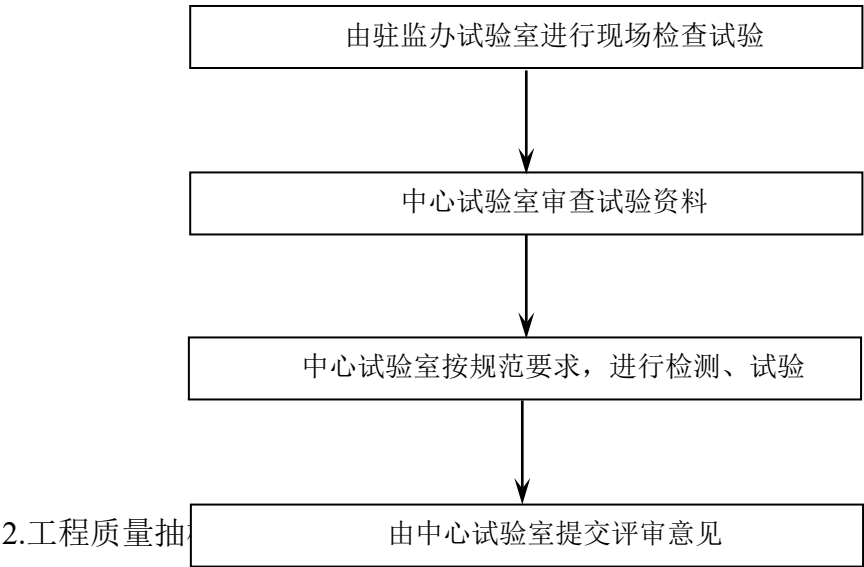 由驻监办试验室进行现场检查试验
中心试验室审查试验资料
中心试验室按规范要求，进行检测、试验
2.工程质量抽
由中心试验室提交评审意见